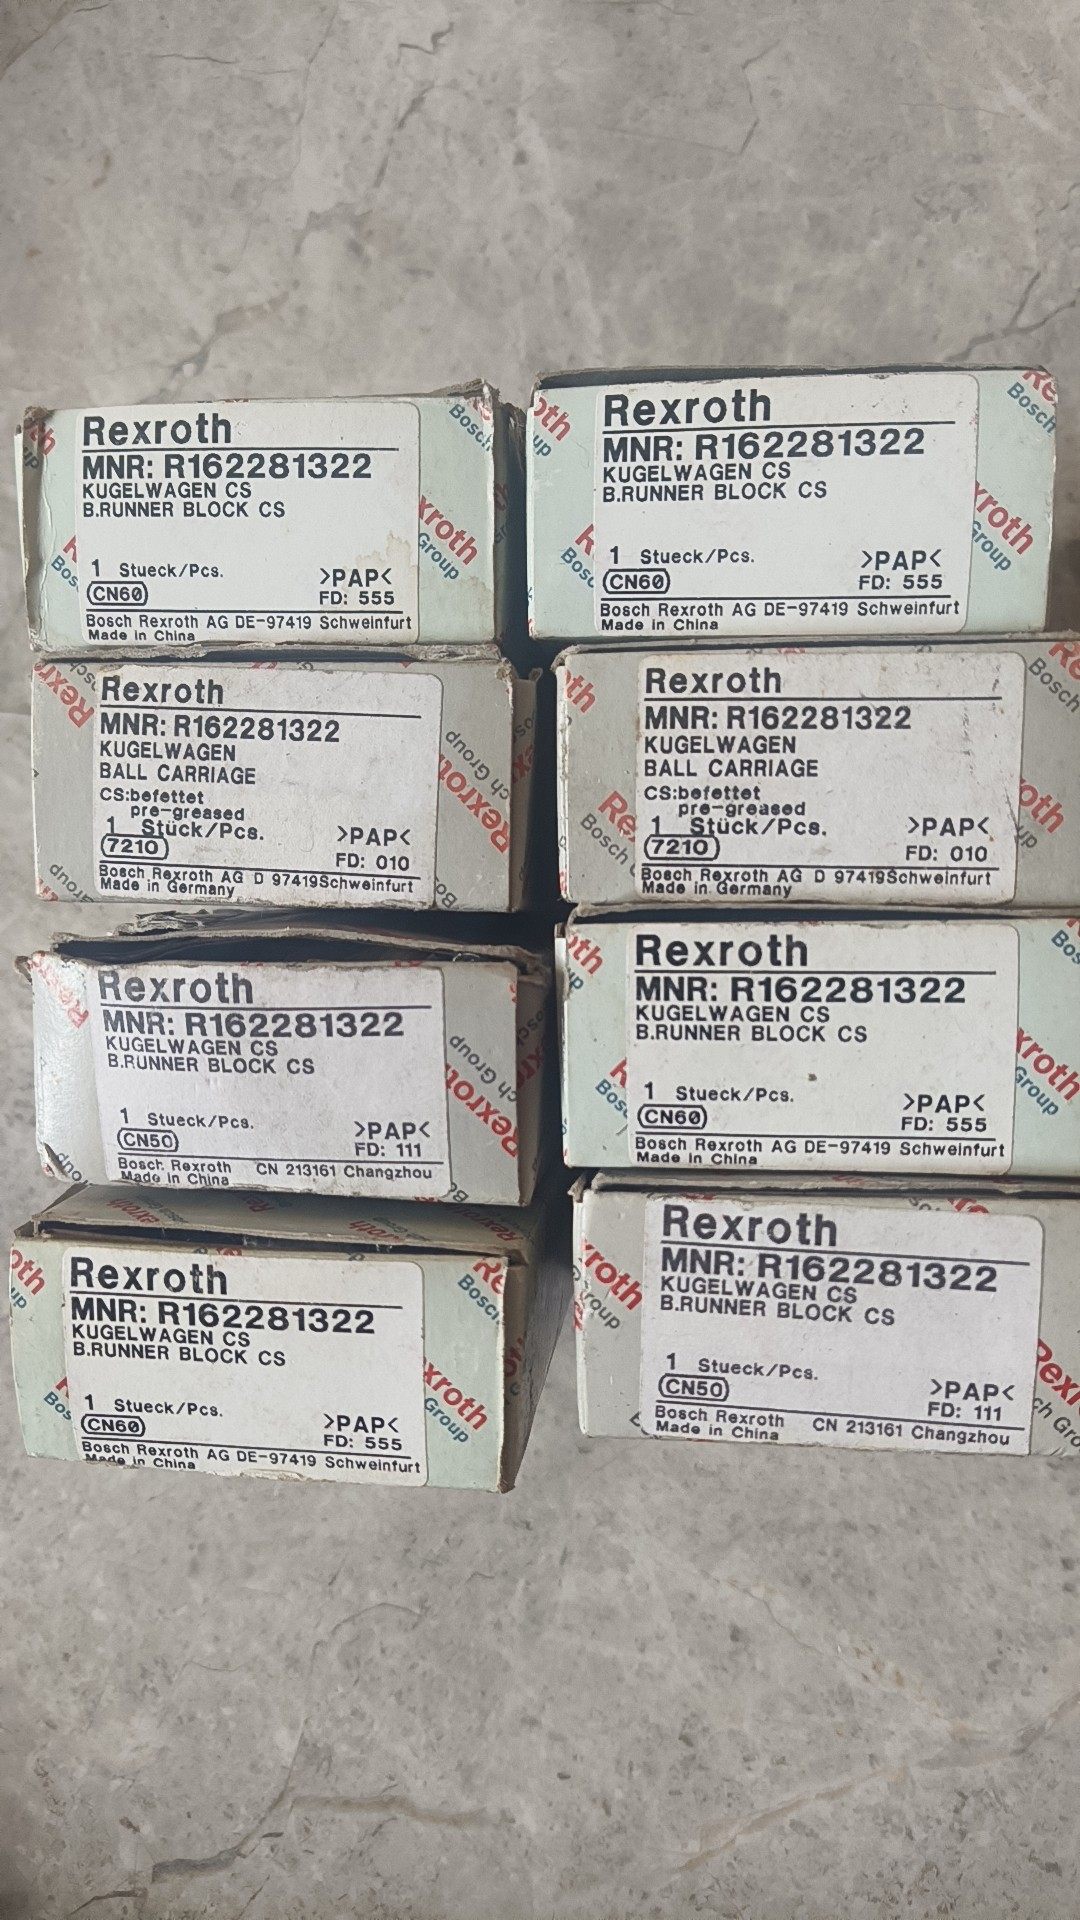 Rexroth
MNR: R162281322
KUGELWAGEN CS
B.RUNNER BLOCK CS
1 Stueck/Pcs.
CN60
>PAP<
FD: 555
Bosch Rexroth AG DE-97419 Schweinfurt
Made in China
Rexroth
MNR: R162281322
KUGELWAGEN CS
B.RUNNER BLOCK CS
1 Stueck/Pcs.
CN60
>PAP<
FD: 555
Bosch Rexroth AG DE-97419 Schweinfurt
Made in China
Rexroth
MNR: R162281322
KUGELWAGEN
BALL CARRIAGE
CS:befettet
pre-greased
1 Stück/Pcs.
7210
>PAP<
FD: 010
Bosch Rexroth AG D 97419Schweinfurt
Made in Germany
Rexroth
MNR: R162281322
KUGELWAGEN
BALL CARRIAGE
CS:befettet
pre-greased
1 Stück/Pcs.
7210
>PAP<
FD: 010
Bosch Rexroth AG D 97419Schweinfurt
Made in Germany
Rexroth
MNR: R162281322
KUGELWAGEN CS
B.RUNNER BLOCK CS
1 Stueck/Pcs.
CN50
>PAP<
FD: 111
Bosch Rexroth CN 213161 Changzhou
Made in China
Rexroth
MNR: R162281322
KUGELWAGEN CS
B.RUNNER BLOCK CS
1 Stueck/Pcs.
CN60
>PAP<
FD: 555
Bosch Rexroth AG DE-97419 Schweinfurt
Made in China
Rexroth
MNR: R162281322
KUGELWAGEN CS
B.RUNNER BLOCK CS
1 Stueck/Pcs.
CN60
>PAP<
FD: 555
Bosch Rexroth AG DE-97419 Schweinfurt
Made in China
Rexroth
MNR: R162281322
KUGELWAGEN CS
B.RUNNER BLOCK CS
1 Stueck/Pcs.
CN50
>PAP<
FD: 111
Bosch Rexroth CN 213161 Changzhou
Made in China